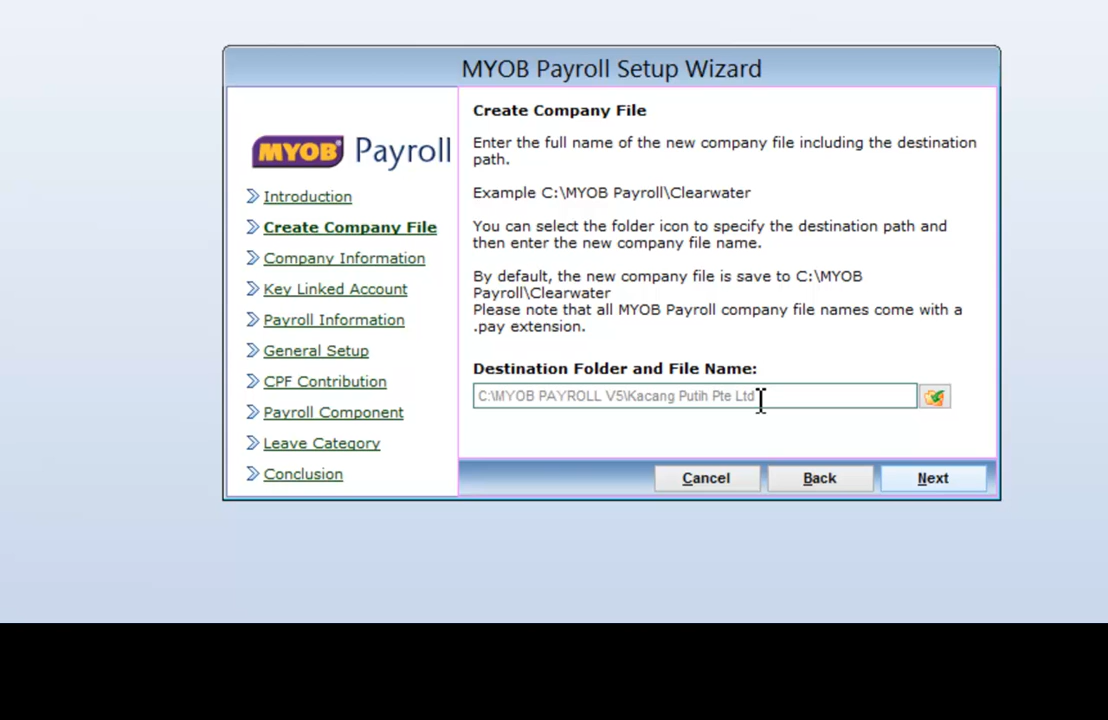 MYOB Payroll Setup Wizard
MYOB Payroll
Introduction
Create Company File
Company Information
Key Linked Account
Payroll Information
General Setup
CPF Contribution
Payroll Component
Leave Category
Conclusion
Create Company File
Enter the full name of the new company file including the destination
path.
Example C:\MYOB Payroll\Clearwater
You can select the folder icon to specify the destination path and
then enter the new company file name.
By default, the new company file is save to C:\MYOB
Payroll\Clearwater
Please note that all MYOB Payroll company file names come with a
.pay extension.
Destination Folder and File Name:
C:\MYOB PAYROLL V5\Kacang Putih Pte Ltd
Cancel Back Next